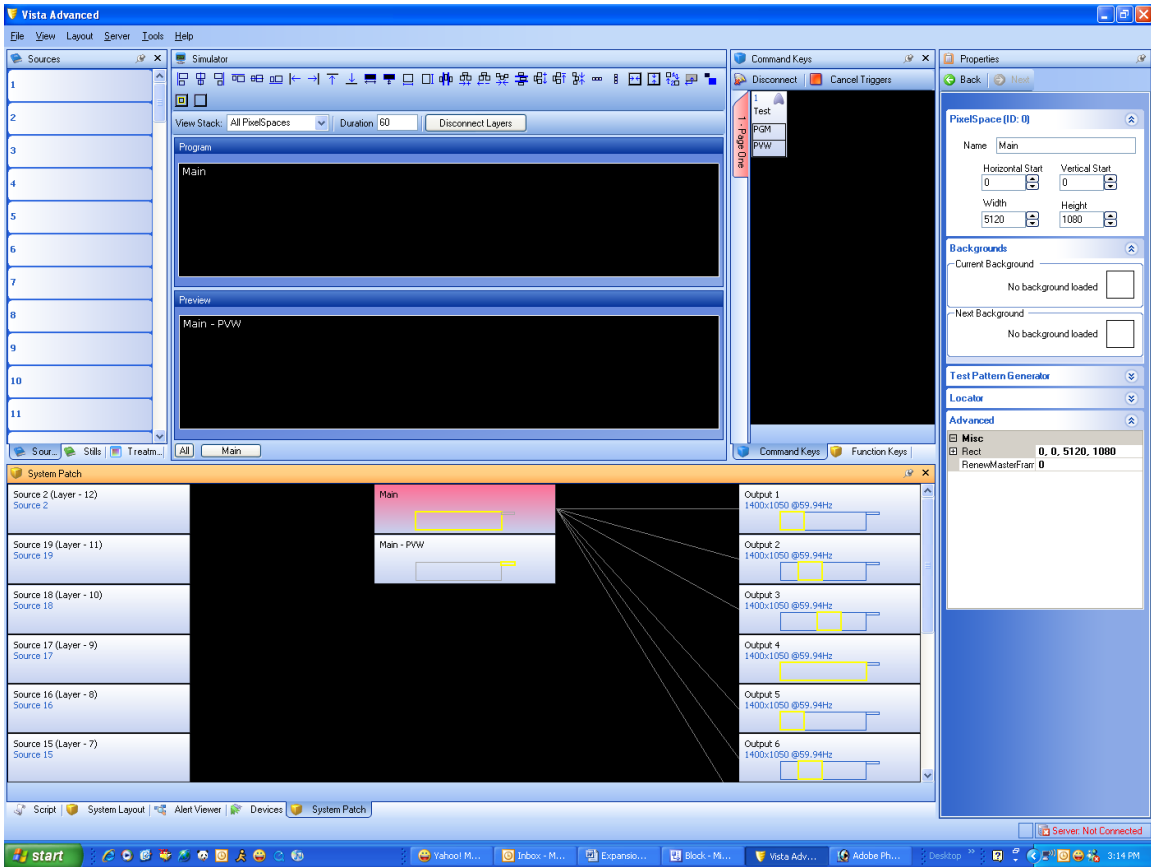 Vista Advanced
File View Layout Server Tools Help
Sources
1
2
3
4
5
6
7
8
9
10
11
Sour... Stills Treatm...
Simulator
View Stack: All PixelSpaces Duration 60 Disconnect Layers
Program
Main
Preview
Main - PVW
All Main
Command Keys
Disconnect Cancel Triggers
1 - Page One
1
Test
PGM
PVW
Command Keys Function Keys
Properties
Back Next
PixelSpace (ID: 0)
Name Main
Horizontal Start Vertical Start
0 0
Width Height
5120 1080
Backgrounds
Current Background
No background loaded
Next Background
No background loaded
Test Pattern Generator
Locator
Advanced
Misc
Rect 0, 0, 5120, 1080
RenewMasterFrar 0
System Patch
Source 2 (Layer - 12)
Source 2
Source 19 (Layer - 11)
Source 19
Source 18 (Layer - 10)
Source 18
Source 17 (Layer - 9)
Source 17
Source 16 (Layer - 8)
Source 16
Source 15 (Layer - 7)
Source 15
Main
Main - PVW
Output 1
1400x1050 @59.94Hz
Output 2
1400x1050 @59.94Hz
Output 3
1400x1050 @59.94Hz
Output 4
1400x1050 @59.94Hz
Output 5
1400x1050 @59.94Hz
Output 6
1400x1050 @59.94Hz
Script System Layout Alert Viewer Devices System Patch
Server: Not Connected
start Yahoo! M... Inbox - M... Expansio... Block - Mi... Vista Adv... Adobe Ph... Desktop 3:14 PM